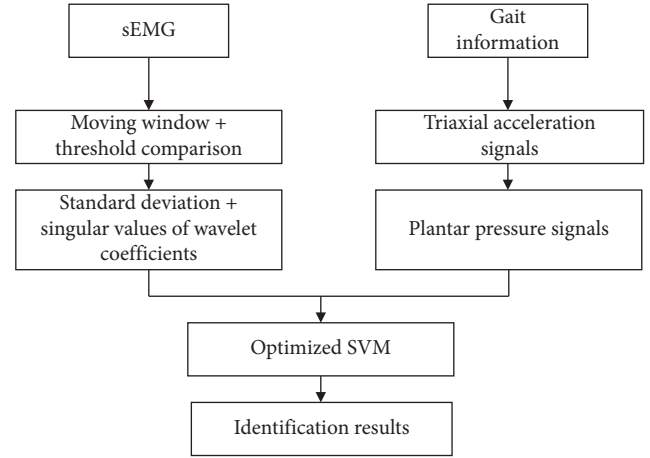 sEMG
Gait
information
Moving window +
threshold comparison
Triaxial acceleration
signals
Standard deviation +
singular values of wavelet
coefficients
Plantar pressure signals
Optimized SVM
Identification results